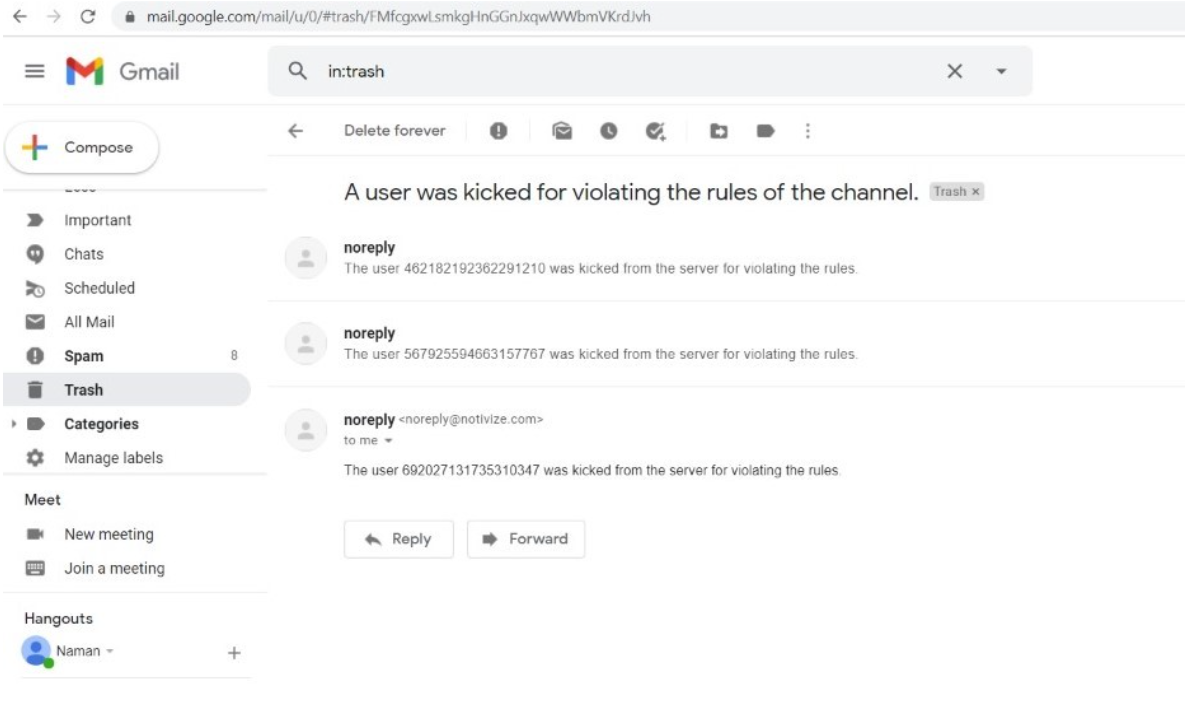 mail.google.com/mail/u/0/#trash/FMfcgxwLsmkgHnGGnJxqwWWbmVKrdJvh
Gmail
in:trash
Compose
Delete forever
A user was kicked for violating the rules of the channel. Trash ×
Important
noreply
The user 462182192362291210 was kicked from the server for violating the rules.
Chats
Scheduled
All Mail
noreply
The user 567925594663157767 was kicked from the server for violating the rules.
Spam 8
Trash
Categories
noreply <noreply@notivize.com>
to me
Manage labels
The user 692027131735310347 was kicked from the server for violating the rules.
Meet
New meeting
Reply Forward
Join a meeting
Hangouts
Naman